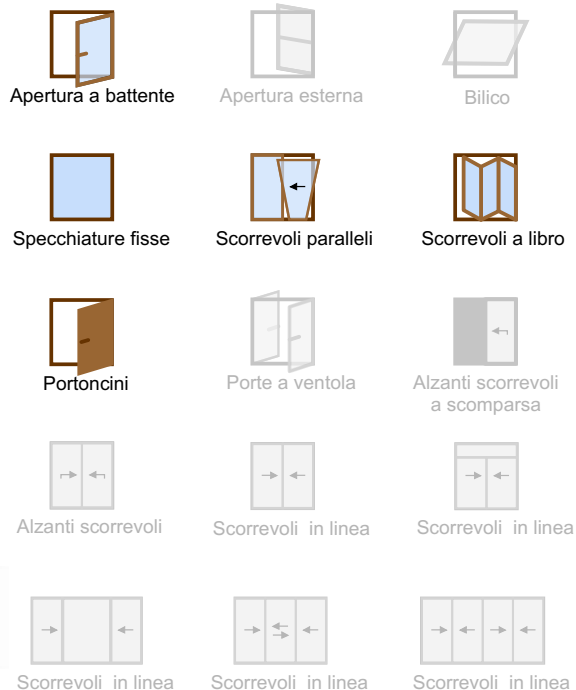 Apertura a battente
Apertura esterna
Bilico
Specchiature fisse
Scorrevoli paralleli
Scorrevoli a libro
Portoncini
Porte a ventola
Alzanti scorrevoli
a scomparsa
Alzanti scorrevoli
Scorrevoli in linea
Scorrevoli in linea
Scorrevoli in linea
Scorrevoli in linea
Scorrevoli in linea